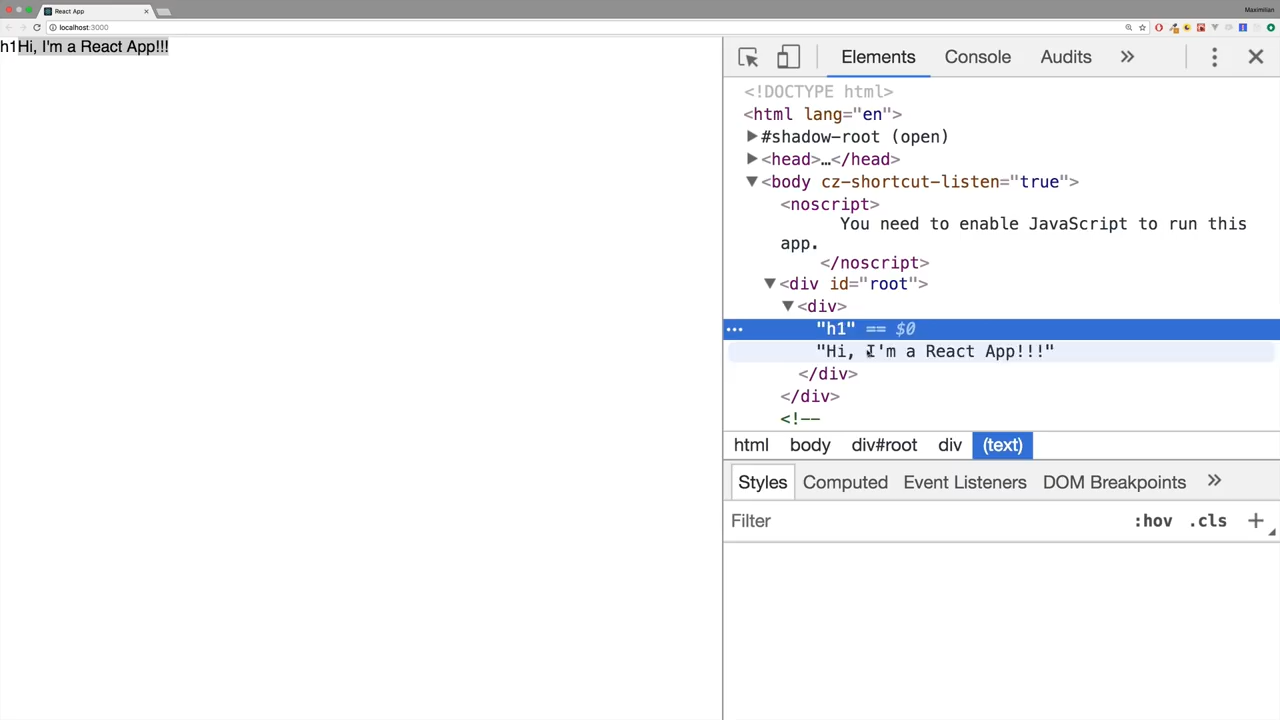 React App
Maximilian
localhost:3000
h1Hi, I'm a React App!!!
Elements Console Audits »
<!DOCTYPE html>
<html lang="en">
▶#shadow-root (open)
▶<head>…</head>
▼<body cz-shortcut-listen="true">
<noscript>
You need to enable JavaScript to run this
app.
</noscript>
▼<div id="root">
▼<div>
"h1" == $0
"Hi, I'm a React App!!!"
</div>
</div>
<!--
html body div#root div (text)
Styles Computed Event Listeners DOM Breakpoints »
Filter :hov .cls +